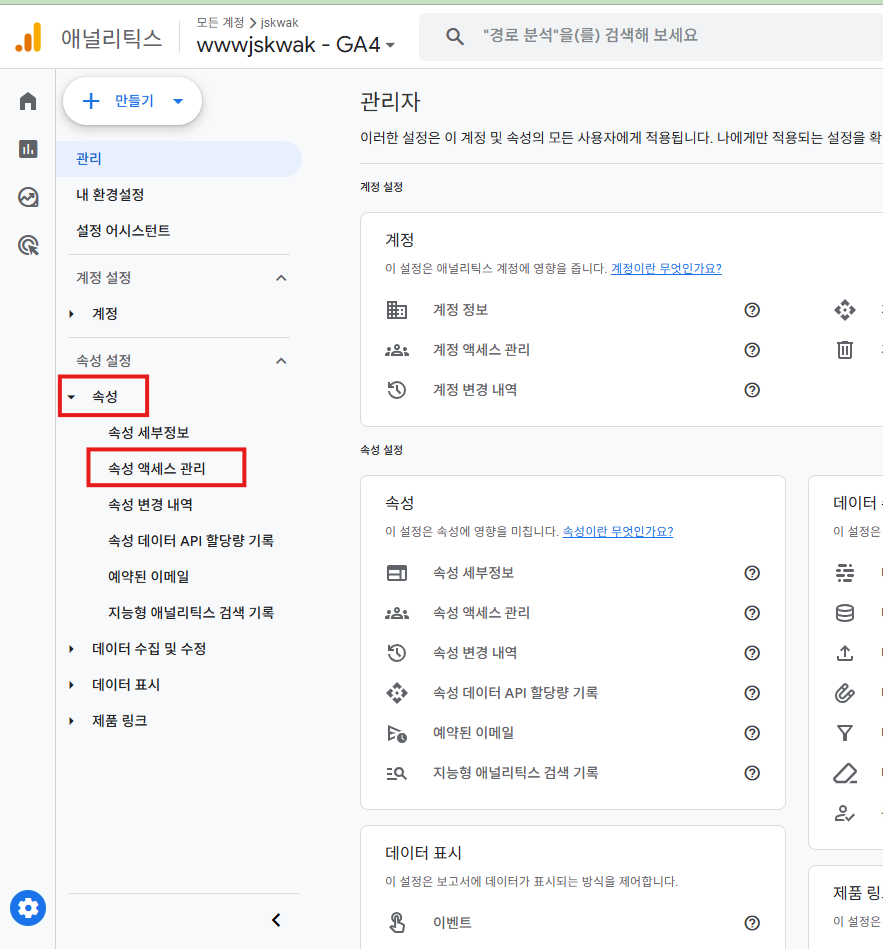 애널리틱스
모든 계정 > jskwak
wwwjskwak - GA4
"경로 분석"을(를) 검색해 보세요
만들기
관리
내 환경설정
설정 어시스턴트
계정 설정
계정
속성 설정
속성
속성 세부정보
속성 액세스 관리
속성 변경 내역
속성 데이터 API 할당량 기록
예약된 이메일
지능형 애널리틱스 검색 기록
데이터 수집 및 수정
데이터 표시
제품 링크
관리자
이러한 설정은 이 계정 및 속성의 모든 사용자에게 적용됩니다. 나에게만 적용되는 설정을 확
계정 설정
계정
이 설정은 애널리틱스 계정에 영향을 줍니다. 계정이란 무엇인가요?
계정 정보
계정 액세스 관리
계정 변경 내역
속성 설정
속성
이 설정은 속성에 영향을 미칩니다. 속성이란 무엇인가요?
속성 세부정보
속성 액세스 관리
속성 변경 내역
속성 데이터 API 할당량 기록
예약된 이메일
지능형 애널리틱스 검색 기록
데이터 표시
이 설정은 보고서에 데이터가 표시되는 방식을 제어합니다.
이벤트
데이터
이 설정은
제품 링
이 설정은